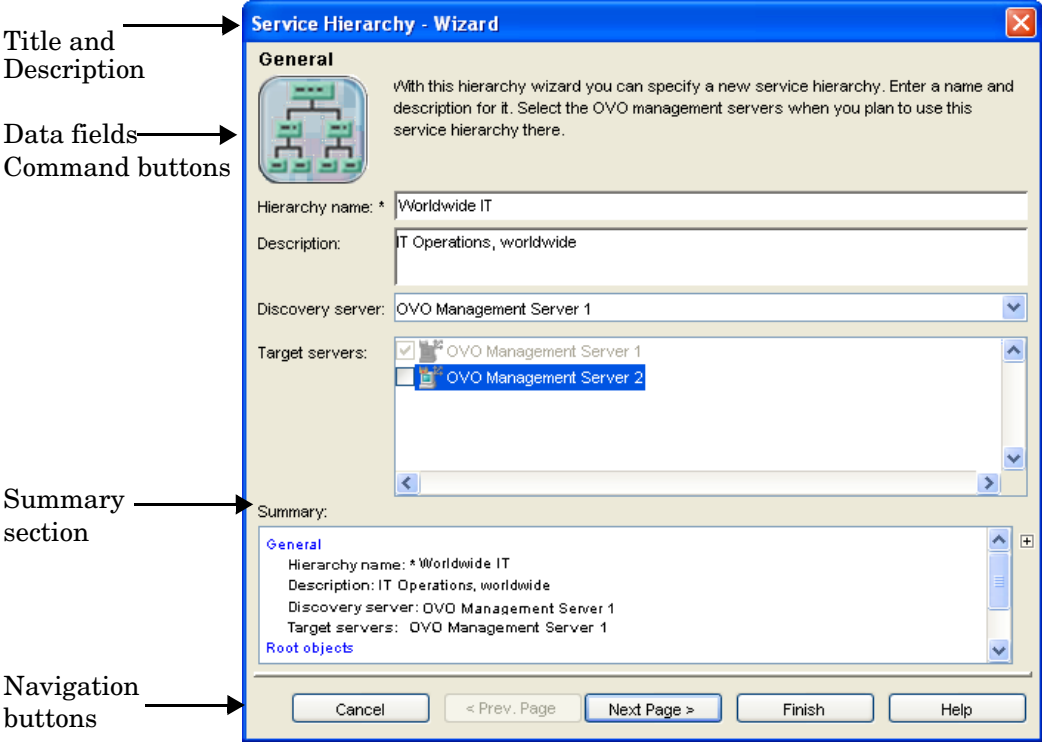 Title and
Description
Data fields
Command buttons
Summary
section
Navigation
buttons
Service Hierarchy - Wizard
General
With this hierarchy wizard you can specify a new service hierarchy. Enter a name and
description for it. Select the OVO management servers when you plan to use this
service hierarchy there.
Hierarchy name: * Worldwide IT
Description: IT Operations, worldwide
Discovery server: OVO Management Server 1
Target servers: OVO Management Server 1
OVO Management Server 2
Summary:
General
Hierarchy name: * Worldwide IT
Description: IT Operations, worldwide
Discovery server: OVO Management Server 1
Target servers: OVO Management Server 1
Root objects
Cancel < Prev. Page Next Page > Finish Help